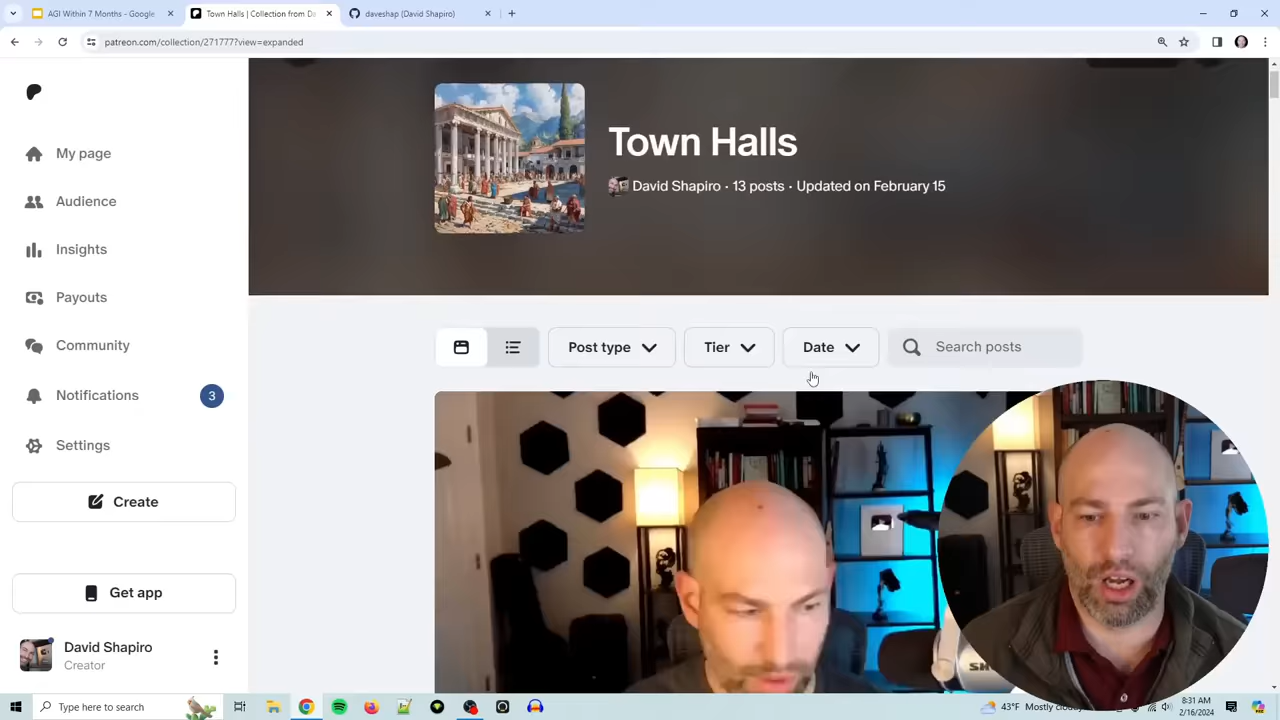 AGI Within 7 Months - Google
Town Halls | Collection from Da
daveshap (David Shapiro)
patreon.com/collection/271777?view=expanded
My page
Audience
Insights
Payouts
Community
Notifications
3
Settings
Create
Get app
David Shapiro
Creator
Town Halls
David Shapiro · 13 posts · Updated on February 15
Post type
Tier
Date
Search posts
Type here to search
43°F Mostly cloudy
8:31 AM
2/16/2024